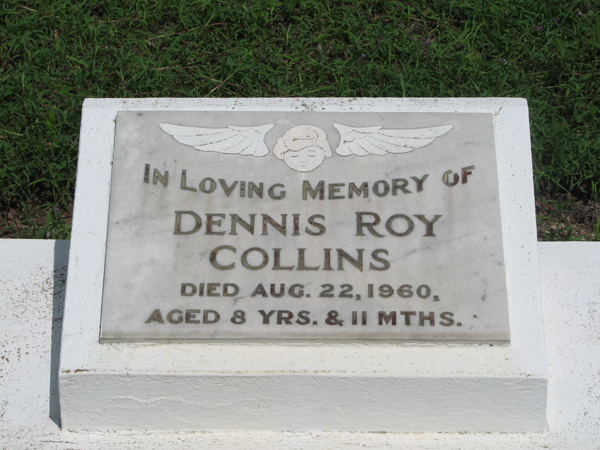 IN LOVING MEMORY OF
DENNIS ROY
COLLINS
DIED AUG. 22, 1960,
AGED 8 YRS. & 11 MTHS.